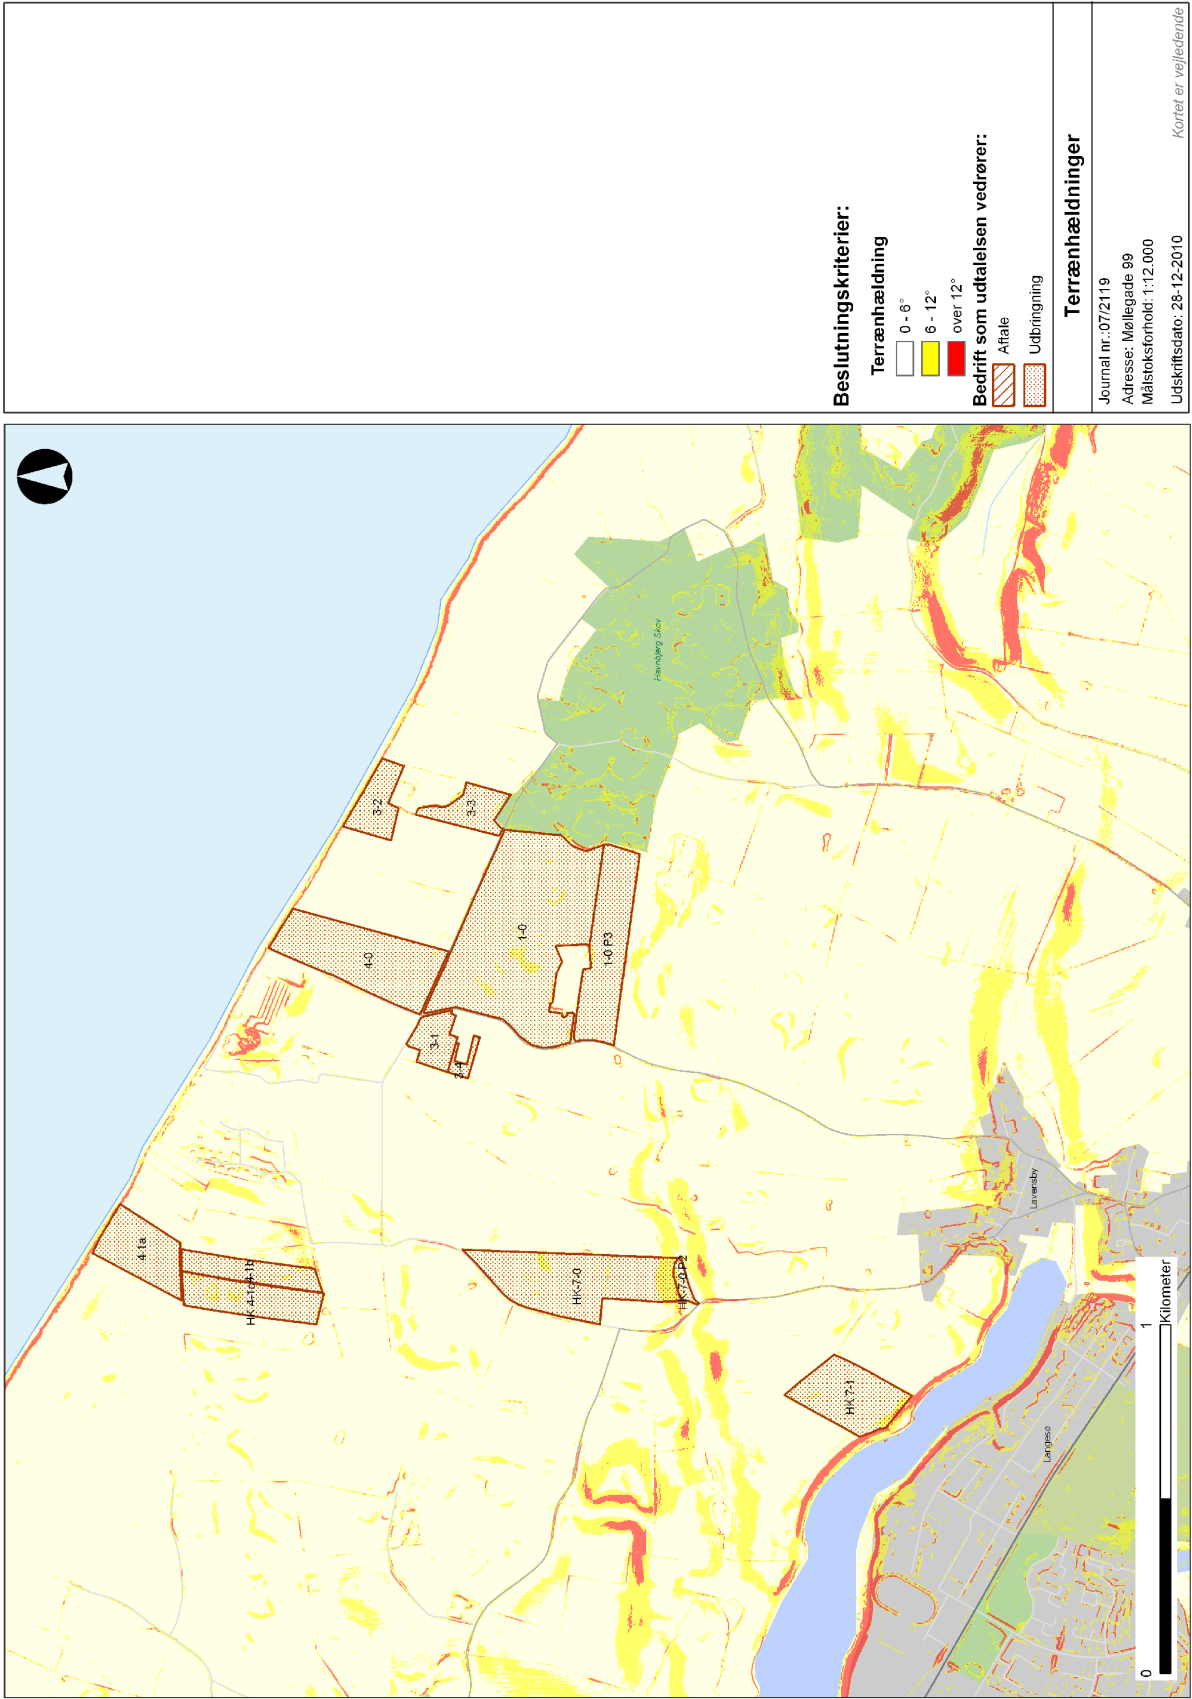 Beslutningskriterier:
Terrænhældning
0 - 6°
6 - 12°
over 12°
Bedrift som udtalelsen vedrører:
Aftale
Udbringning
Terrænhældninger
Journal nr.:07/2119
Adresse: Møllegade 99
Målstoksforhold: 1:12.000
Udskriftsdato: 28-12-2010
Kortet er vejledende
4-1a
4-1b
HK 4-1c
3-2
3-3
4-0
1-0
1-0 P3
3-1
3-4
HK-7-0
HK-7-0 P2
HK 7-1
Havnbjerg Skov
Lavensby
Langesø
0
1
Kilometer